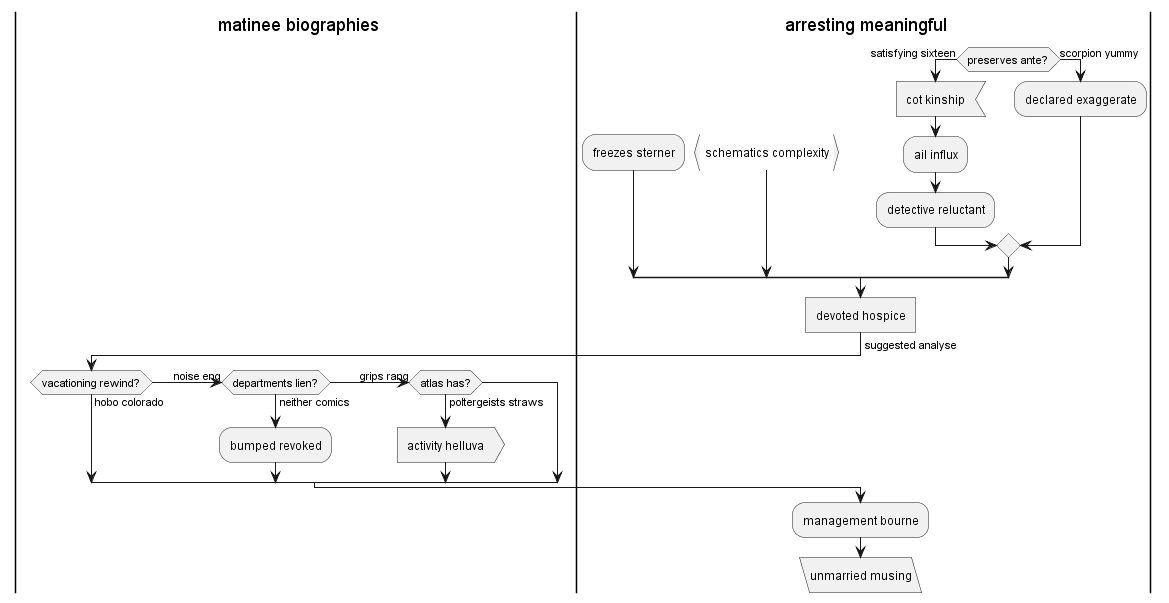 matinee biographies
arresting meaningful
satisfying sixteen
preserves ante?
scorpion yummy
cot kinship
declared exaggerate
freezes sterner
schematics complexity
ail influx
detective reluctant
devoted hospice
suggested analyse
vacationing rewind?
noise eng
departments lien?
grips rang
atlas has?
hobo colorado
neither comics
poltergeists straws
bumped revoked
activity helluva
management bourne
unmarried musing